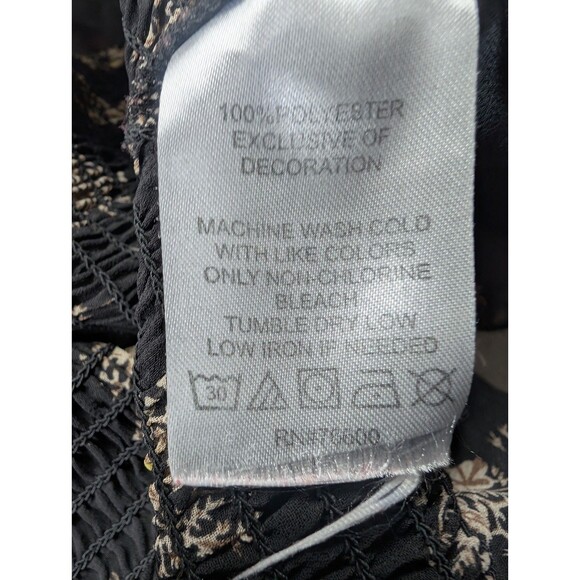 100%POLYESTER
EXCLUSIVE OF
DECORATION
MACHINE WASH COLD
WITH LIKE COLORS
ONLY NON-CHLORINE
BLEACH
TUMBLE DRY LOW
LOW IRON IF NEEDED
30
RN#76600